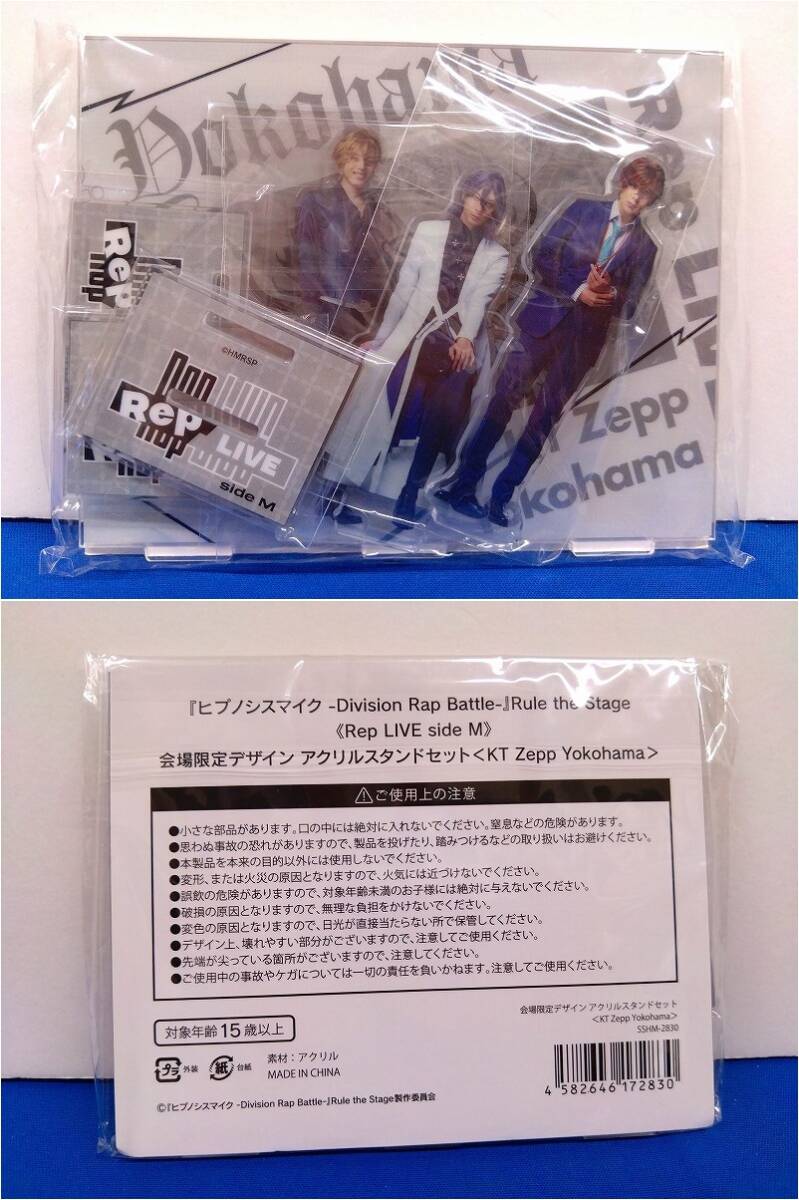 Yokohama
Rep LIV
Rep
©HMRSP
Rep LIVE
side M
KT Zepp
Yokohama
『ヒプノシスマイク -Division Rap Battle-』Rule the Stage
《Rep LIVE side M》
会場限定デザイン アクリルスタンドセット<KT Zepp Yokohama>
⚠ご使用上の注意
●小さな部品があります。口の中には絶対に入れないでください。窒息などの危険があります。
●思わぬ事故の恐れがありますので、製品を投げたり、踏みつけるなどの取り扱いはお避けください。
●本製品を本来の目的以外には使用しないでください。
●変形、または火災の原因となりますので、火気には近づけないでください。
●誤飲の危険がありますので、対象年齢未満のお子様には絶対に与えないでください。
●破損の原因となりますので、無理な負担をかけないでください。
●変色の原因となりますので、日光が直接当たらない所で保管してください。
●デザイン上、壊れやすい部分がございますので、注意してご使用ください。
●先端が尖っている箇所がございますので、注意してください。
●ご使用中の事故やケガについては一切の責任を負いかねます。注意してご使用ください。
会場限定デザイン アクリルスタンドセット
<KT Zepp Yokohama>
SSHM-2830
対象年齢15歳以上
プラ 外装 紙 台紙
素材：アクリル
MADE IN CHINA
4 582646 172830
©『ヒプノシスマイク -Division Rap Battle-』Rule the Stage製作委員会